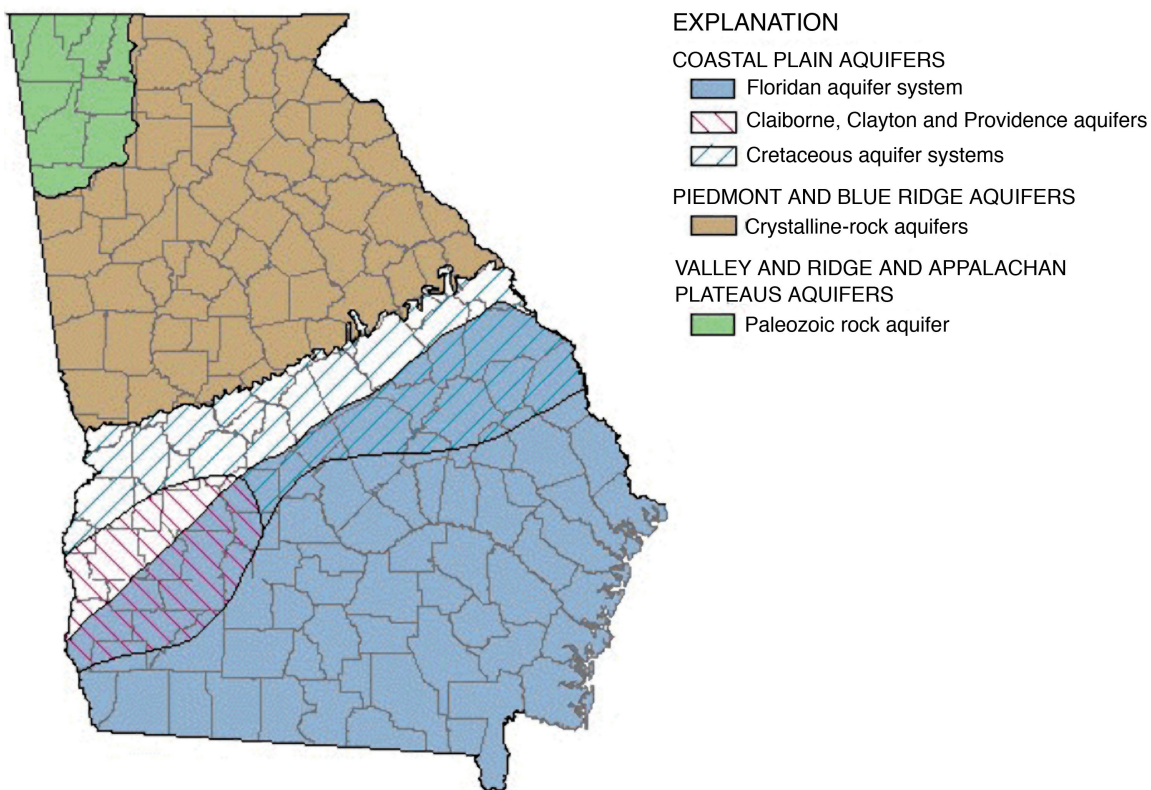 EXPLANATION
COASTAL PLAIN AQUIFERS
Floridan aquifer system
Claiborne, Clayton and Providence aquifers
Cretaceous aquifer systems
PIEDMONT AND BLUE RIDGE AQUIFERS
Crystalline-rock aquifers
VALLEY AND RIDGE AND APPALACHAN
PLATEAUS AQUIFERS
Paleozoic rock aquifer